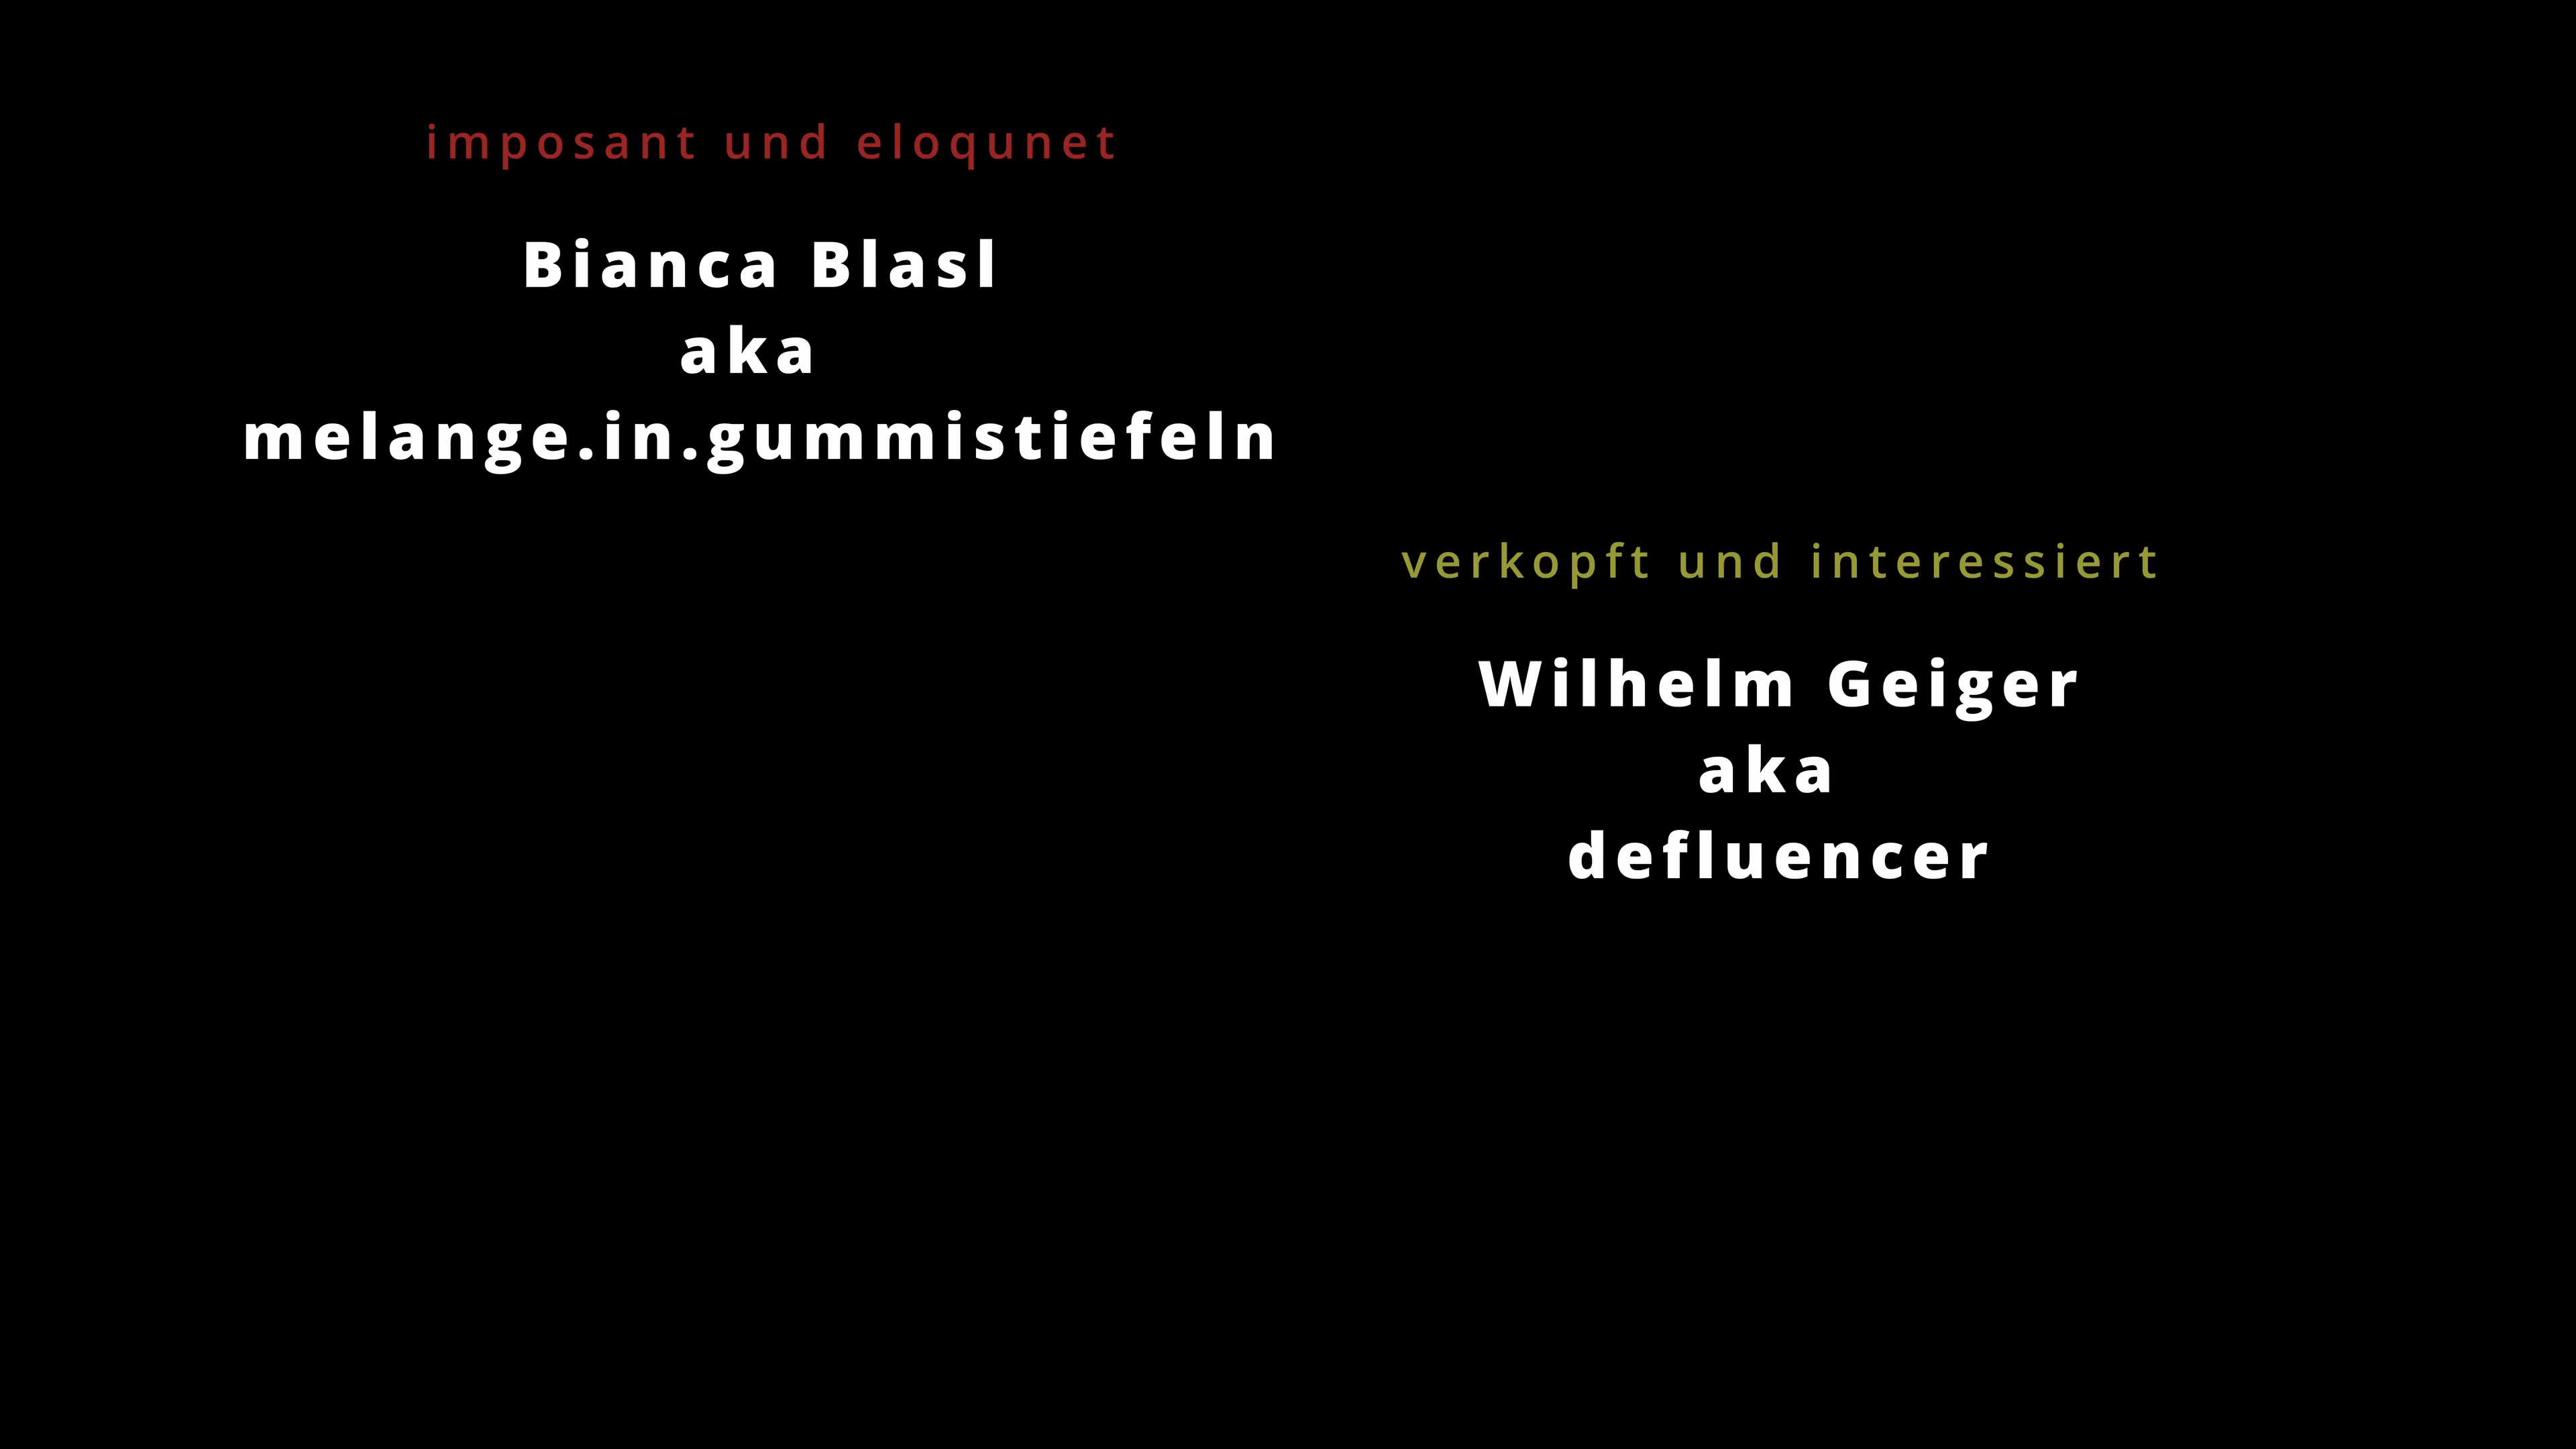 imposant und eloqunet
Bianca Blasl
aka
melange.in.gummistiefeln
verkopft und interessiert
Wilhelm Geiger
aka
defluencer